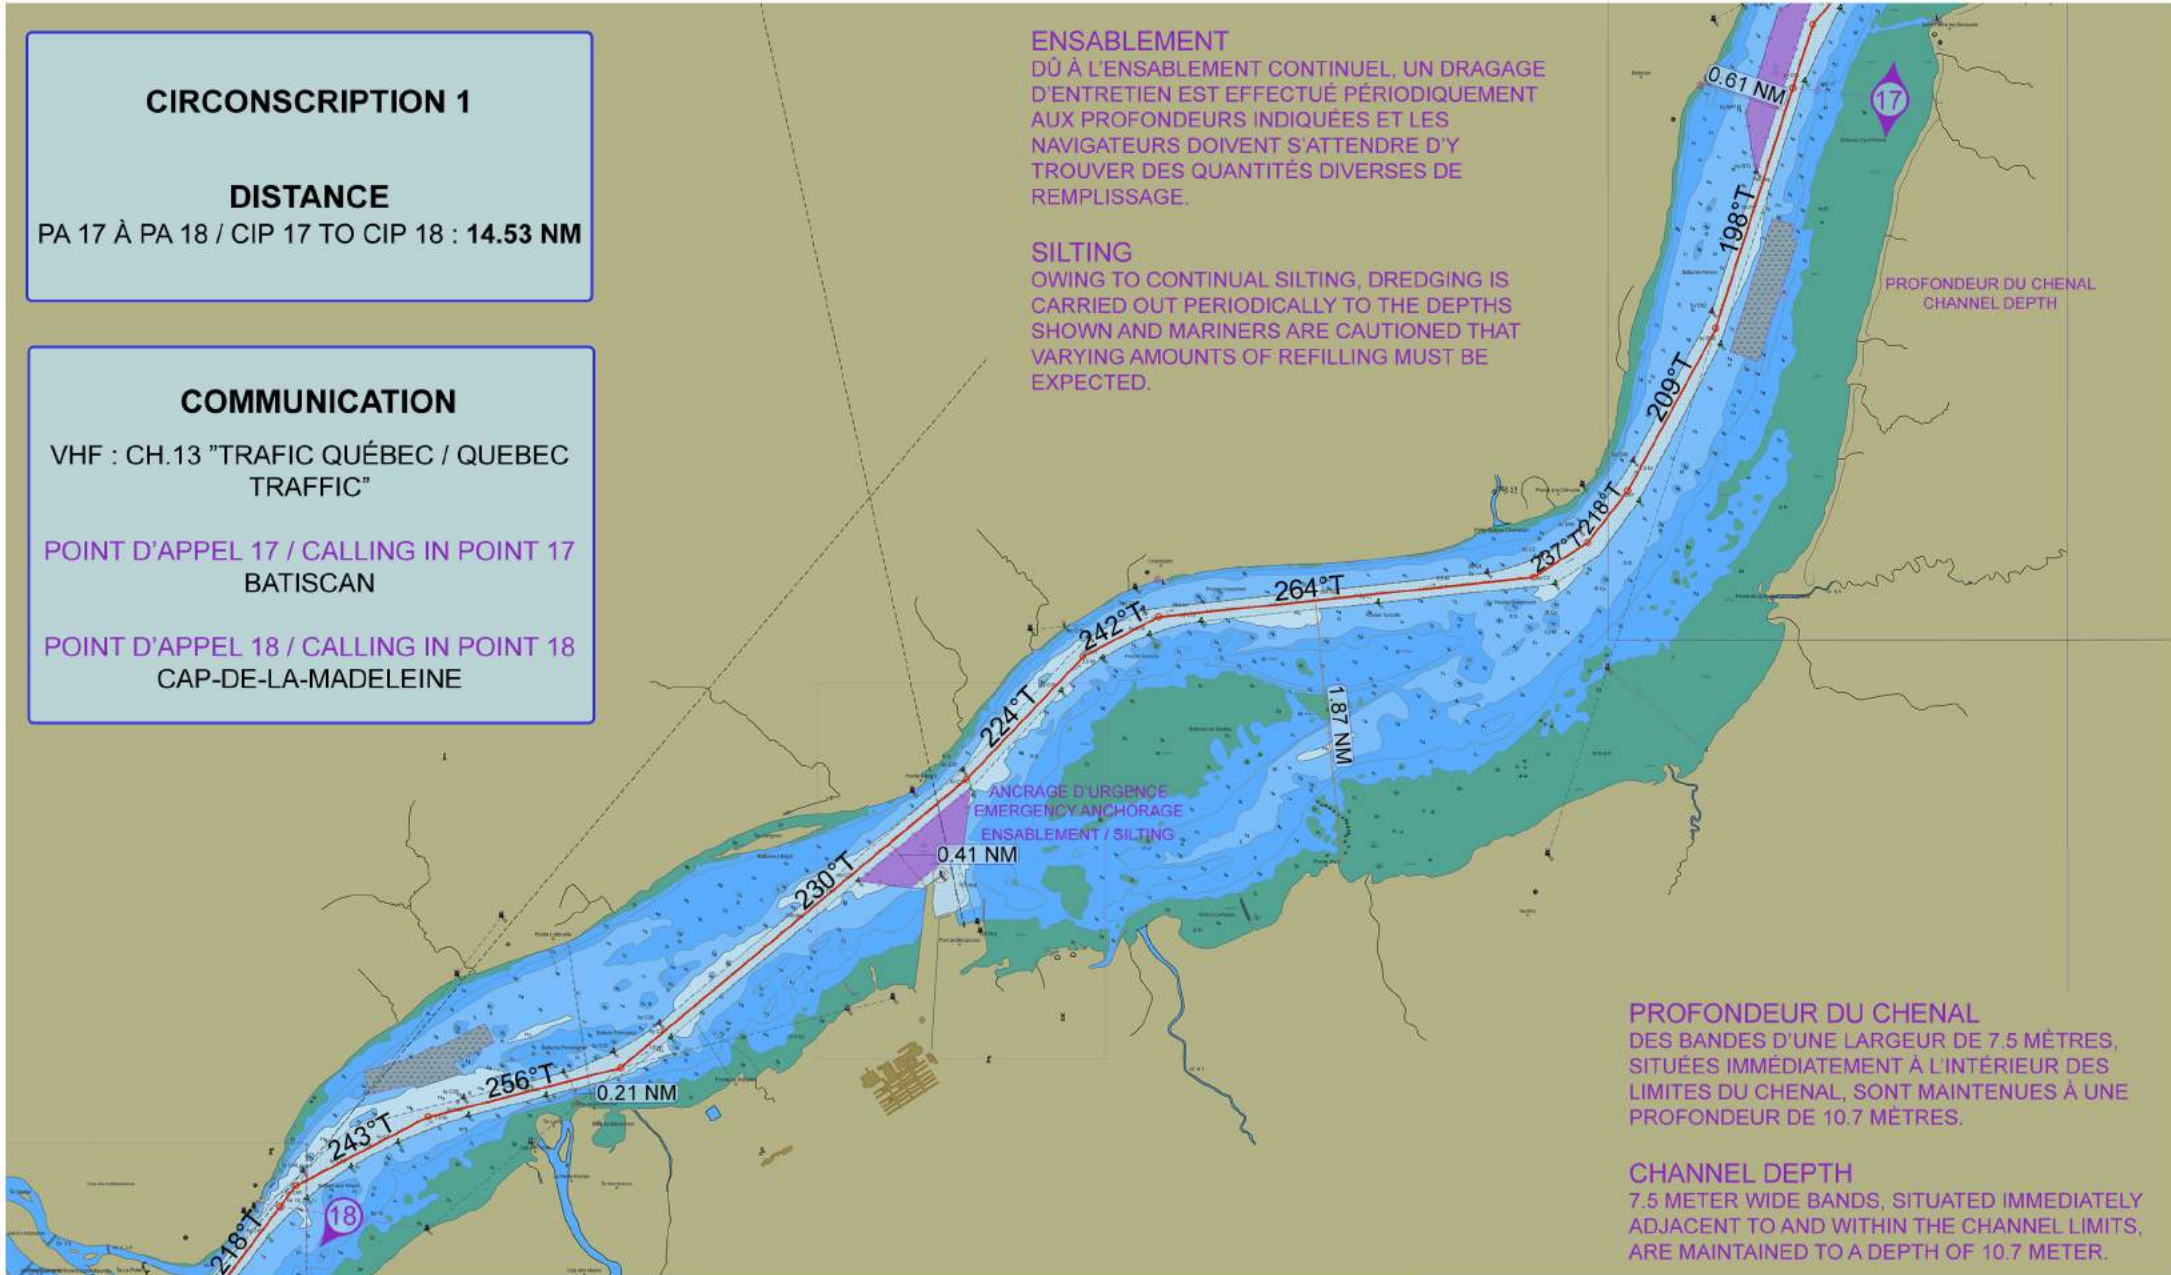 CIRCONSCRIPTION 1
DISTANCE
PA 17 À PA 18 / CIP 17 TO CIP 18 : 14.53 NM
COMMUNICATION
VHF : CH.13 ”TRAFIC QUÉBEC / QUEBEC
TRAFFIC”
POINT D’APPEL 17 / CALLING IN POINT 17
BATISCAN
POINT D’APPEL 18 / CALLING IN POINT 18
CAP-DE-LA-MADELEINE
ENSABLEMENT
DÛ À L’ENSABLEMENT CONTINUEL, UN DRAGAGE
D’ENTRETIEN EST EFFECTUÉ PÉRIODIQUEMENT
AUX PROFONDEURS INDIQUÉES ET LES
NAVIGATEURS DOIVENT S’ATTENDRE D’Y
TROUVER DES QUANTITÉS DIVERSES DE
REMPLISSAGE.
SILTING
OWING TO CONTINUAL SILTING, DREDGING IS
CARRIED OUT PERIODICALLY TO THE DEPTHS
SHOWN AND MARINERS ARE CAUTIONED THAT
VARYING AMOUNTS OF REFILLING MUST BE
EXPECTED.
0.61 NM
17
198°T
PROFONDEUR DU CHENAL
CHANNEL DEPTH
209°T
218°T
237°T
264°T
242°T
1.87 NM
224°T
ANCRAGE D'URGENCE
EMERGENCY ANCHORAGE
ENSABLEMENT / SILTING
0.41 NM
230°T
256°T
0.21 NM
243°T
18
218°T
PROFONDEUR DU CHENAL
DES BANDES D’UNE LARGEUR DE 7.5 MÈTRES,
SITUÉES IMMÉDIATEMENT À L’INTÉRIEUR DES
LIMITES DU CHENAL, SONT MAINTENUES À UNE
PROFONDEUR DE 10.7 MÈTRES.
CHANNEL DEPTH
7.5 METER WIDE BANDS, SITUATED IMMEDIATELY
ADJACENT TO AND WITHIN THE CHANNEL LIMITS,
ARE MAINTAINED TO A DEPTH OF 10.7 METER.